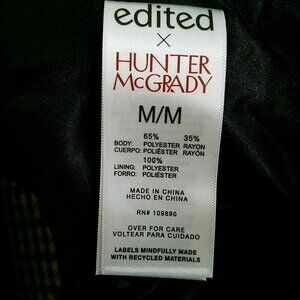 edited
×
HUNTER
McGRADY
M/M
65% 35%
BODY: POLYESTER RAYON
CUERPO: POLIÉSTER RAYÓN
100%
LINING: POLYESTER
FORRO: POLIÉSTER
MADE IN CHINA
HECHO EN CHINA
RN# 109890
OVER FOR CARE
VOLTEAR PARA CUIDADO
LABELS MINDFULLY MADE
WITH RECYCLED MATERIALS